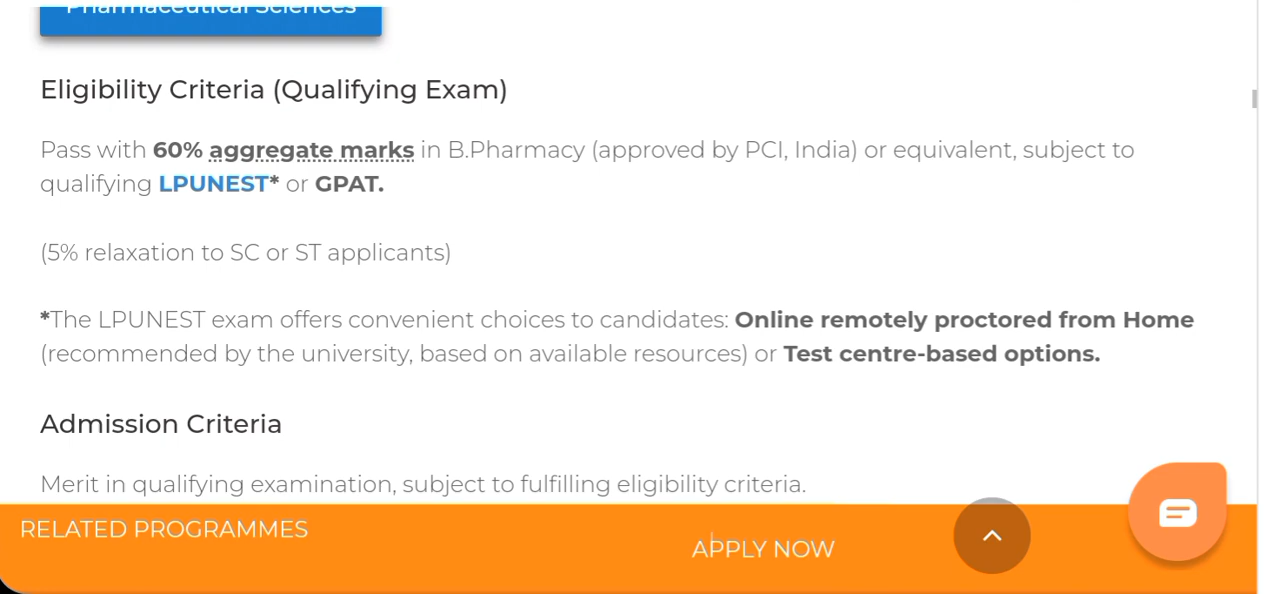 Pharmaceutical Sciences
Eligibility Criteria (Qualifying Exam)
Pass with 60% aggregate marks in B.Pharmacy (approved by PCI, India) or equivalent, subject to
qualifying LPUNEST* or GPAT.
(5% relaxation to SC or ST applicants)
*The LPUNEST exam offers convenient choices to candidates: Online remotely proctored from Home
(recommended by the university, based on available resources) or Test centre-based options.
Admission Criteria
Merit in qualifying examination, subject to fulfilling eligibility criteria.
RELATED PROGRAMMES
APPLY NOW